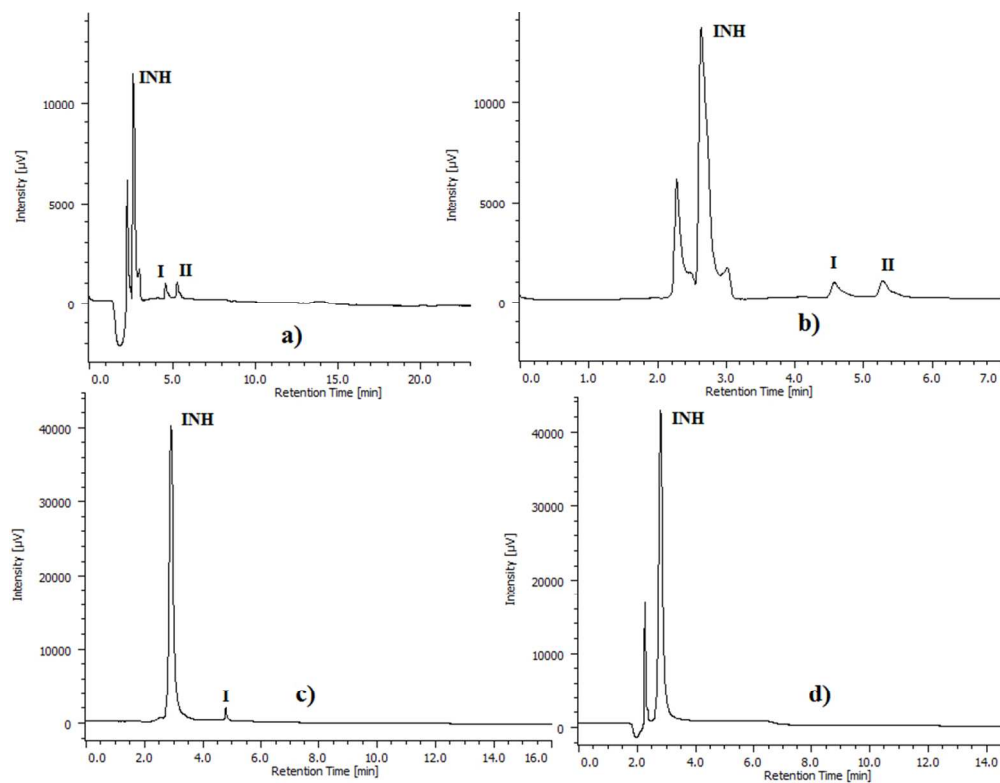 INH
10000
5000
0
Intensity [µV]
I
II
a)
0.0 5.0 10.0 15.0 20.0
Retention Time [min]
INH
10000
5000
0
Intensity [µV]
I
II
b)
0.0 1.0 2.0 3.0 4.0 5.0 6.0 7.0
Retention Time [min]
INH
40000
30000
20000
10000
0
Intensity [µV]
I
c)
0.0 2.0 4.0 6.0 8.0 10.0 12.0 14.0 16.0
Retention Time [min]
INH
40000
30000
20000
10000
0
Intensity [µV]
d)
0.0 2.0 4.0 6.0 8.0 10.0 12.0 14.0
Retention Time [min]